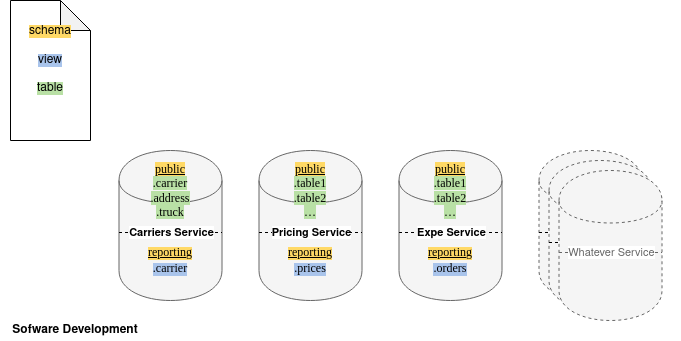 schema
view
table
public
.carrier
.address
.truck
Carriers Service
reporting
.carrier
public
.table1
.table2
...
Pricing Service
reporting
.prices
public
.table1
.table2
...
Expe Service
reporting
.orders
Whatever Service
Sofware Development